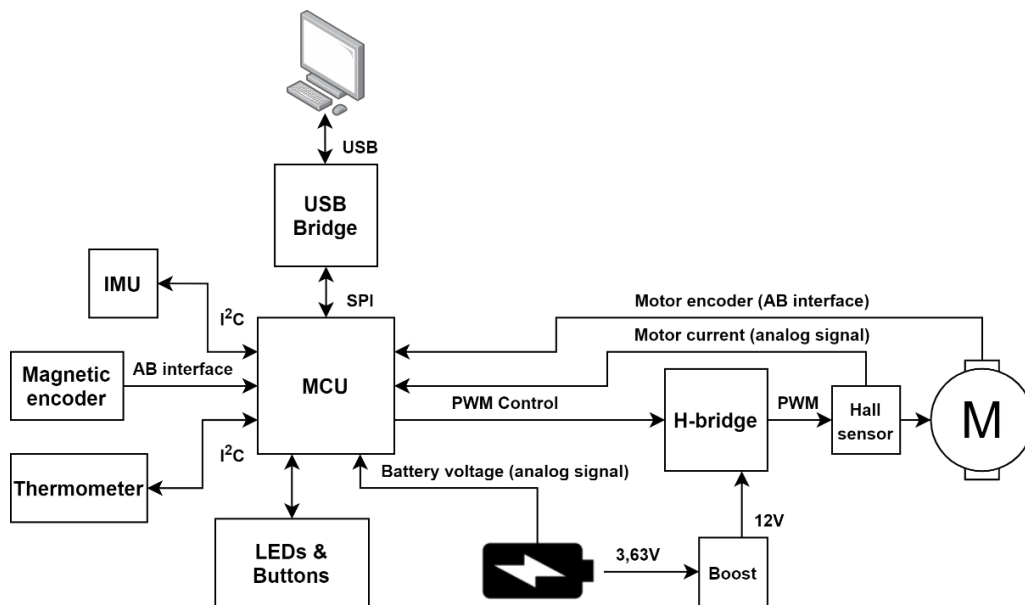 USB
USB
Bridge
SPI
IMU
I²C
Motor encoder (AB interface)
Motor current (analog signal)
Magnetic
encoder
AB interface
MCU
PWM Control
H-bridge
PWM
Hall
sensor
M
I²C
Thermometer
Battery voltage (analog signal)
LEDs &
Buttons
3,63V
12V
Boost